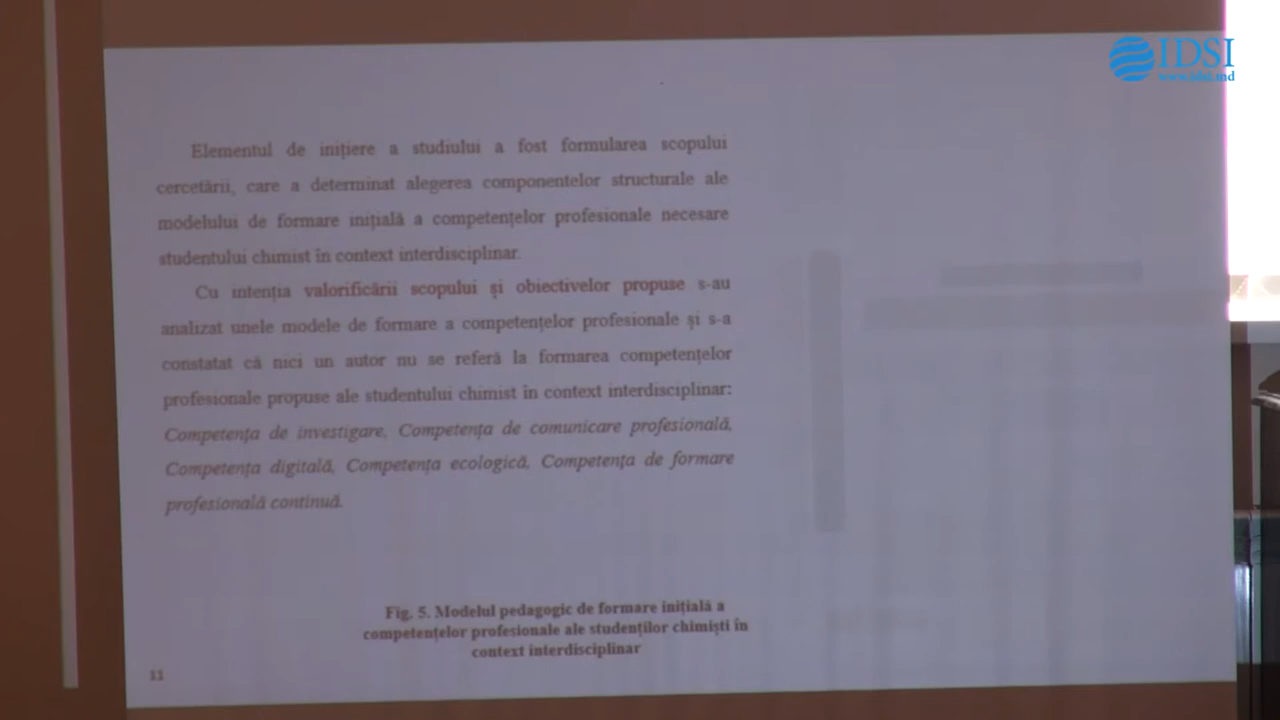 IDSI
www.idsi.md
Elementul de inițiere a studiului a fost formularea scopului
cercetării, care a determinat alegerea componentelor structurale ale
modelului de formare inițială a competențelor profesionale necesare
studentului chimist în context interdisciplinar.
Cu intenția valorificării scopului și obiectivelor propuse s-au
analizat unele modele de formare a competențelor profesionale și s-a
constatat că nici un autor nu se referă la formarea competențelor
profesionale propuse ale studentului chimist în context interdisciplinar:
Competența de investigare, Competența de comunicare profesională,
Competența digitală, Competența ecologică, Competența de formare
profesională continuă.
Fig. 5. Modelul pedagogic de formare inițială a
competențelor profesionale ale studenților chimiști în
context interdisciplinar
11